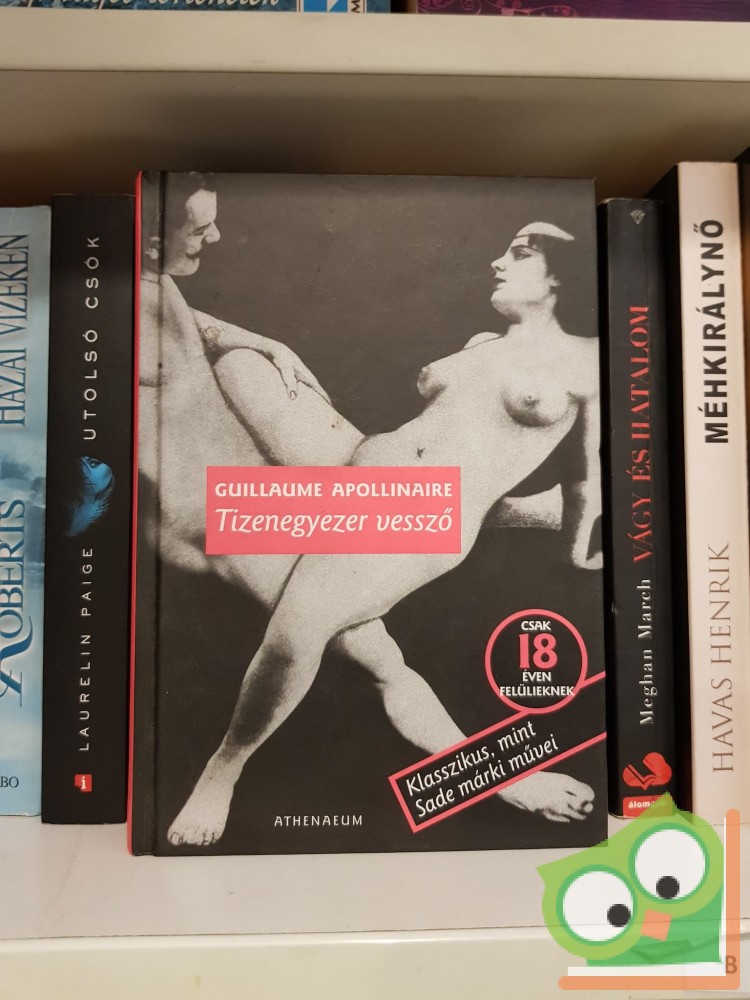 HAZAI VIZEKEN
ROBERTS
LAURELIN PAIGE UTOLSÓ CSÓK
GUILLAUME APOLLINAIRE
Tizenegyezer vessző
CSAK
18
ÉVEN
FELÜLIEKNEK
Klasszikus, mint
Sade márki művei
ATHENAEUM
Meghan March VÁGY ÉS HATALOM
HAVAS HENRIK MÉHKIRÁLYNŐ
B